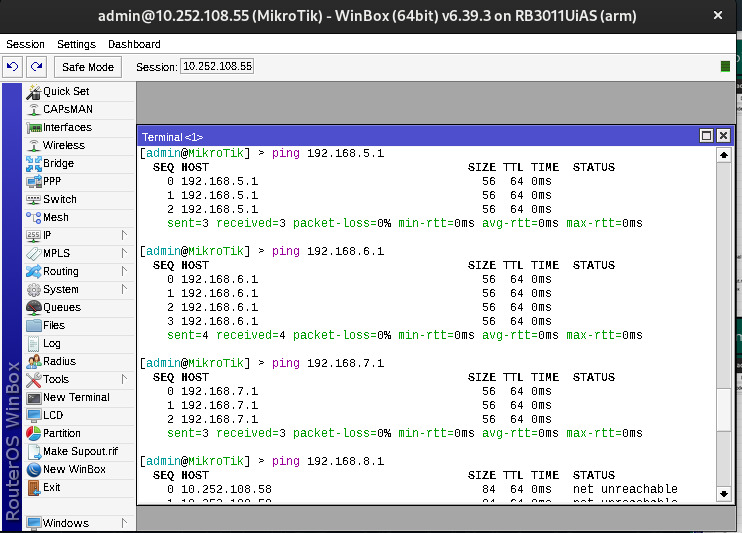 admin@10.252.108.55 (MikroTik) - WinBox (64bit) v6.39.3 on RB3011UiAS (arm)
Session Settings Dashboard
Safe Mode Session: 10.252.108.55
Quick Set
CAPsMAN
Interfaces
Wireless
Bridge
PPP
Switch
Mesh
IP
MPLS
Routing
System
Queues
Files
Log
Radius
Tools
New Terminal
LCD
Partition
Make Supout.rif
New WinBox
Exit
Windows
RouterOS WinBox
Terminal <1>
[admin@MikroTik] > ping 192.168.5.1
SEQ HOST SIZE TTL TIME STATUS
0 192.168.5.1 56 64 0ms
1 192.168.5.1 56 64 0ms
2 192.168.5.1 56 64 0ms
sent=3 received=3 packet-loss=0% min-rtt=0ms avg-rtt=0ms max-rtt=0ms
[admin@MikroTik] > ping 192.168.6.1
SEQ HOST SIZE TTL TIME STATUS
0 192.168.6.1 56 64 0ms
1 192.168.6.1 56 64 0ms
2 192.168.6.1 56 64 0ms
3 192.168.6.1 56 64 0ms
sent=4 received=4 packet-loss=0% min-rtt=0ms avg-rtt=0ms max-rtt=0ms
[admin@MikroTik] > ping 192.168.7.1
SEQ HOST SIZE TTL TIME STATUS
0 192.168.7.1 56 64 0ms
1 192.168.7.1 56 64 0ms
2 192.168.7.1 56 64 0ms
sent=3 received=3 packet-loss=0% min-rtt=0ms avg-rtt=0ms max-rtt=0ms
[admin@MikroTik] > ping 192.168.8.1
SEQ HOST SIZE TTL TIME STATUS
0 10.252.108.58 84 64 0ms net unreachable
1 10.252.108.58 84 64 0ms net unreachable